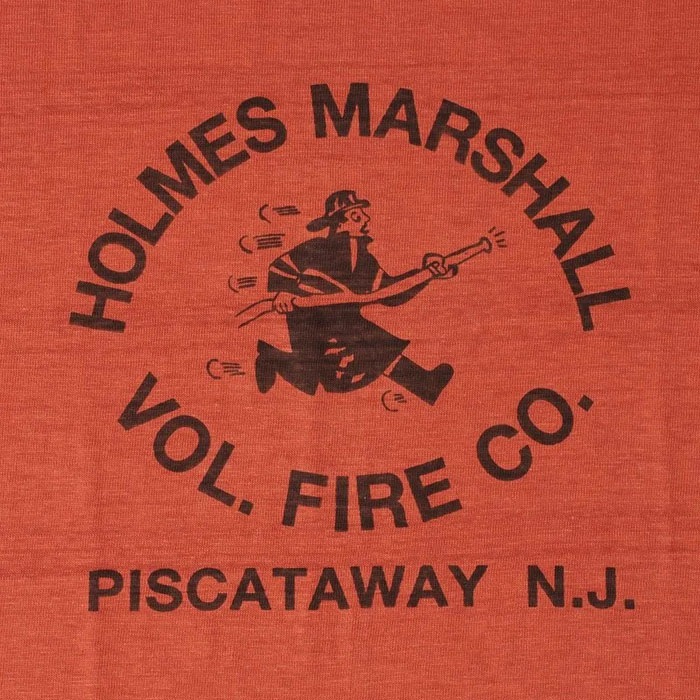 HOLMES MARSHALL
VOL. FIRE CO.
PISCATAWAY N.J.